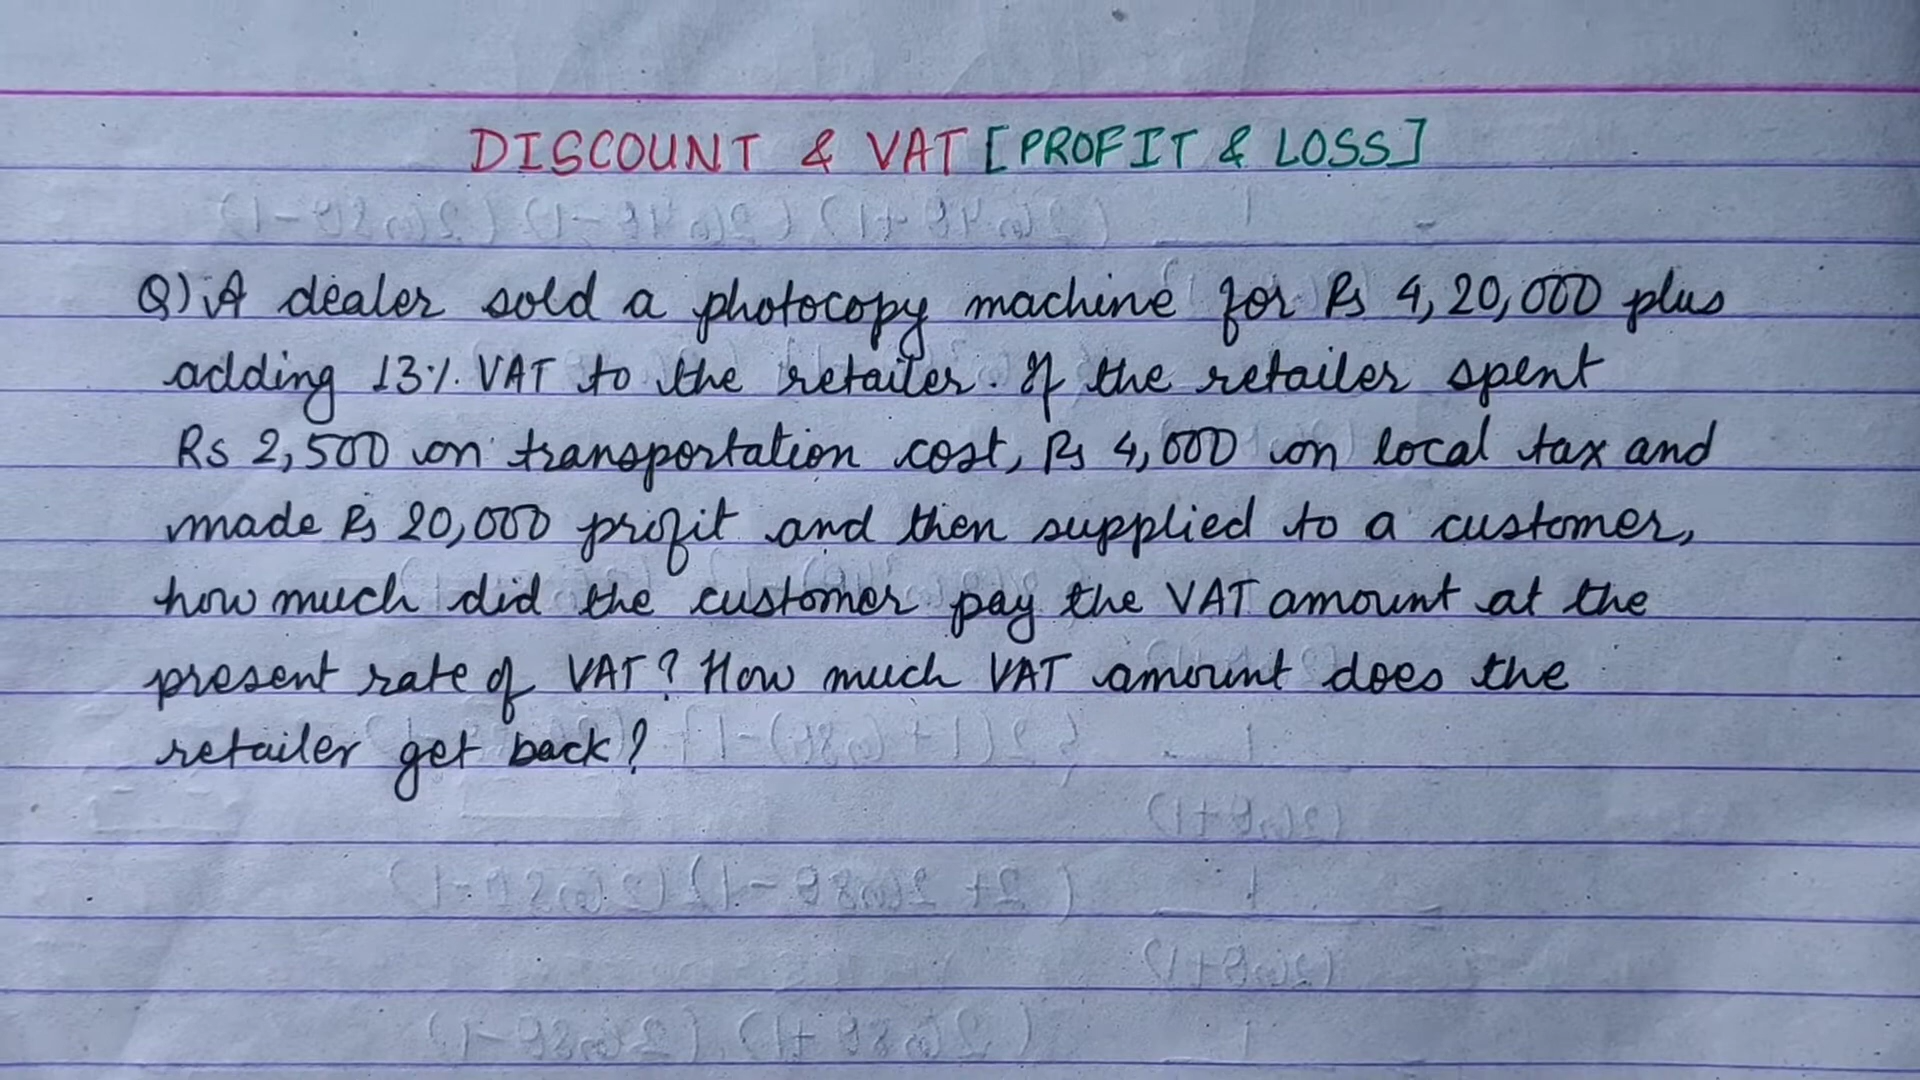 DISCOUNT & VAT [PROFIT & LOSS]
Q) A dealer sold a photocopy machine for Rs 4,20,000 plus
adding 13% VAT to the retailer. If the retailer spent
Rs 2,500 on transportation cost, Rs 4,000 on local tax and
made Rs 20,000 profit and then supplied to a customer,
how much did the customer pay the VAT amount at the
present rate of VAT? How much VAT amount does the
retailer get back?